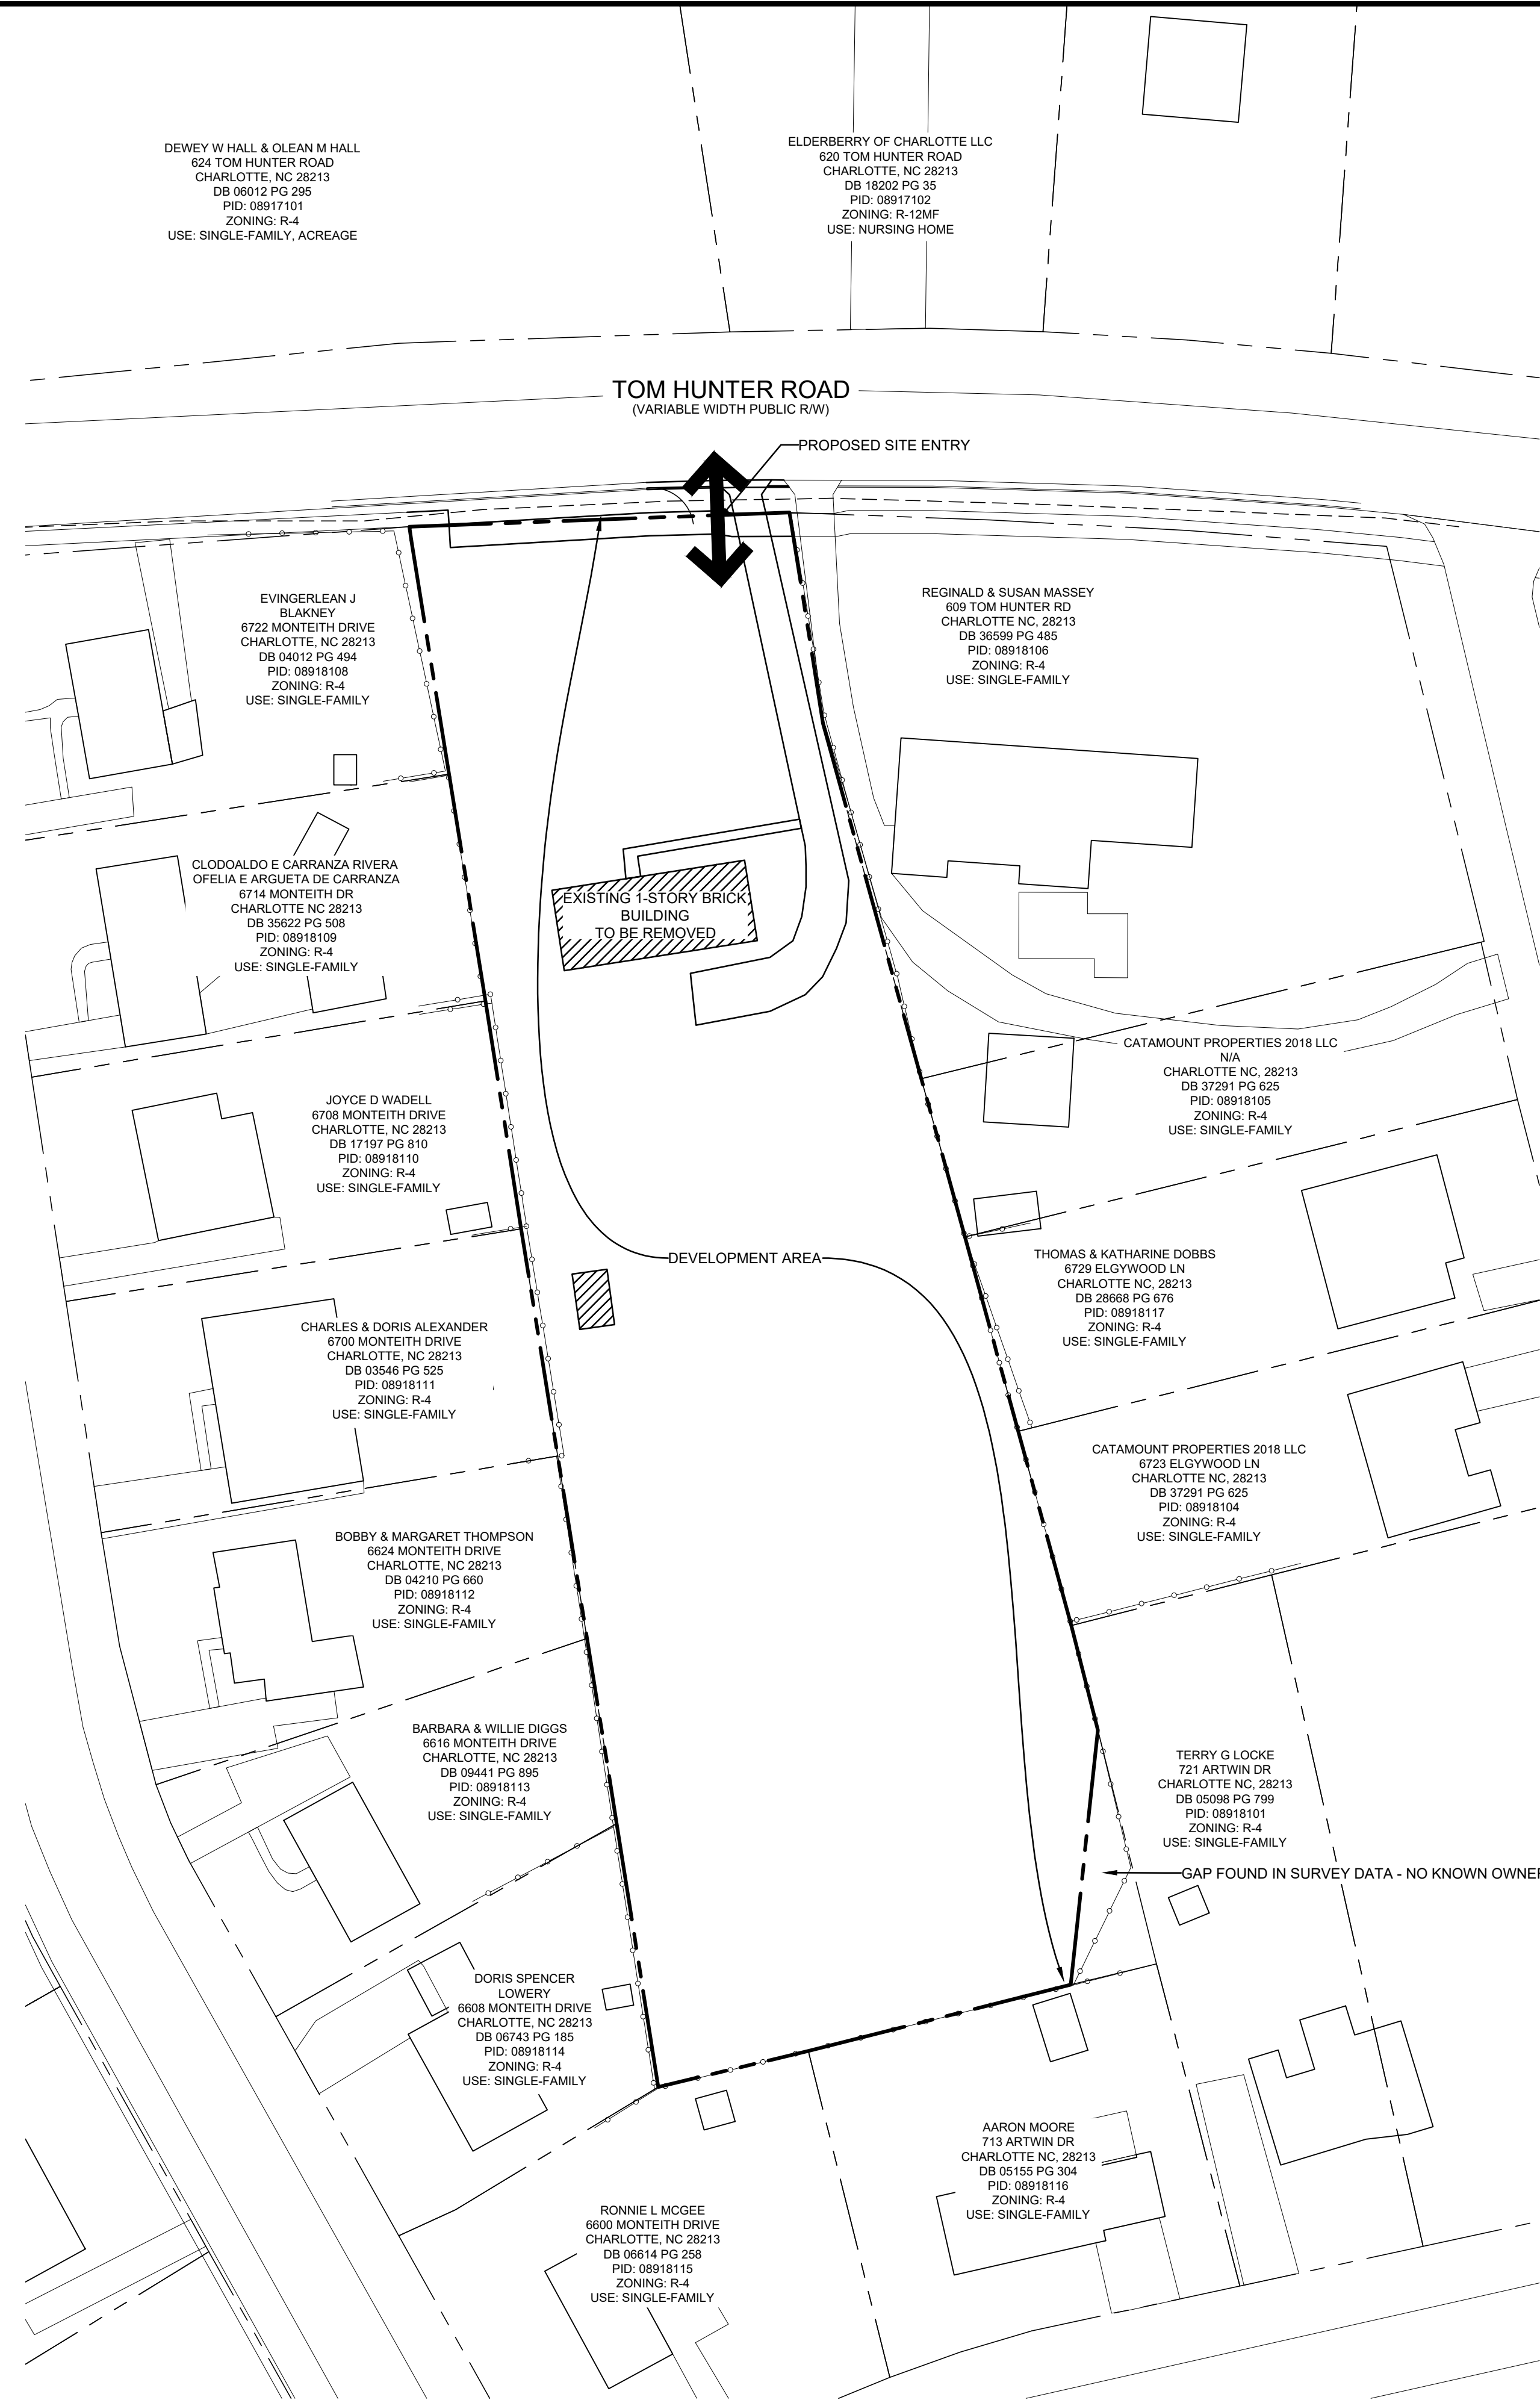 DEWEY W HALL & OLEAN M HALL
624 TOM HUNTER ROAD
CHARLOTTE, NC 28213
DB 06012 PG 295
PID: 08917101
ZONING: R-4
USE: SINGLE-FAMILY, ACREAGE
ELDERBERRY OF CHARLOTTE LLC
620 TOM HUNTER ROAD
CHARLOTTE, NC 28213
DB 18202 PG 35
PID: 08917102
ZONING: R-12MF
USE: NURSING HOME
TOM HUNTER ROAD
(VARIABLE WIDTH PUBLIC R/W)
PROPOSED SITE ENTRY
EVINGERLEAN J
BLAKNEY
6722 MONTEITH DRIVE
CHARLOTTE, NC 28213
DB 04012 PG 494
PID: 08918108
ZONING: R-4
USE: SINGLE-FAMILY
REGINALD & SUSAN MASSEY
609 TOM HUNTER RD
CHARLOTTE NC, 28213
DB 36599 PG 485
PID: 08918106
ZONING: R-4
USE: SINGLE-FAMILY
CLODOALDO E CARRANZA RIVERA
OFELIA E ARGUETA DE CARRANZA
6714 MONTEITH DR
CHARLOTTE NC 28213
DB 35622 PG 508
PID: 08918109
ZONING: R-4
USE: SINGLE-FAMILY
EXISTING 1-STORY BRICK
BUILDING
TO BE REMOVED
CATAMOUNT PROPERTIES 2018 LLC
N/A
CHARLOTTE NC, 28213
DB 37291 PG 625
PID: 08918105
ZONING: R-4
USE: SINGLE-FAMILY
JOYCE D WADELL
6708 MONTEITH DRIVE
CHARLOTTE, NC 28213
DB 17197 PG 810
PID: 08918110
ZONING: R-4
USE: SINGLE-FAMILY
DEVELOPMENT AREA
THOMAS & KATHARINE DOBBS
6729 ELGYWOOD LN
CHARLOTTE NC, 28213
DB 28668 PG 676
PID: 08918117
ZONING: R-4
USE: SINGLE-FAMILY
CHARLES & DORIS ALEXANDER
6700 MONTEITH DRIVE
CHARLOTTE, NC 28213
DB 03546 PG 525
PID: 08918111
ZONING: R-4
USE: SINGLE-FAMILY
CATAMOUNT PROPERTIES 2018 LLC
6723 ELGYWOOD LN
CHARLOTTE NC, 28213
DB 37291 PG 625
PID: 08918104
ZONING: R-4
USE: SINGLE-FAMILY
BOBBY & MARGARET THOMPSON
6624 MONTEITH DRIVE
CHARLOTTE, NC 28213
DB 04210 PG 660
PID: 08918112
ZONING: R-4
USE: SINGLE-FAMILY
BARBARA & WILLIE DIGGS
6616 MONTEITH DRIVE
CHARLOTTE, NC 28213
DB 09441 PG 895
PID: 08918113
ZONING: R-4
USE: SINGLE-FAMILY
TERRY G LOCKE
721 ARTWIN DR
CHARLOTTE NC, 28213
DB 05098 PG 799
PID: 08918101
ZONING: R-4
USE: SINGLE-FAMILY
GAP FOUND IN SURVEY DATA - NO KNOWN OWNER
DORIS SPENCER
LOWERY
6608 MONTEITH DRIVE
CHARLOTTE, NC 28213
DB 06743 PG 185
PID: 08918114
ZONING: R-4
USE: SINGLE-FAMILY
AARON MOORE
713 ARTWIN DR
CHARLOTTE NC, 28213
DB 05155 PG 304
PID: 08918116
ZONING: R-4
USE: SINGLE-FAMILY
RONNIE L MCGEE
6600 MONTEITH DRIVE
CHARLOTTE, NC 28213
DB 06614 PG 258
PID: 08918115
ZONING: R-4
USE: SINGLE-FAMILY